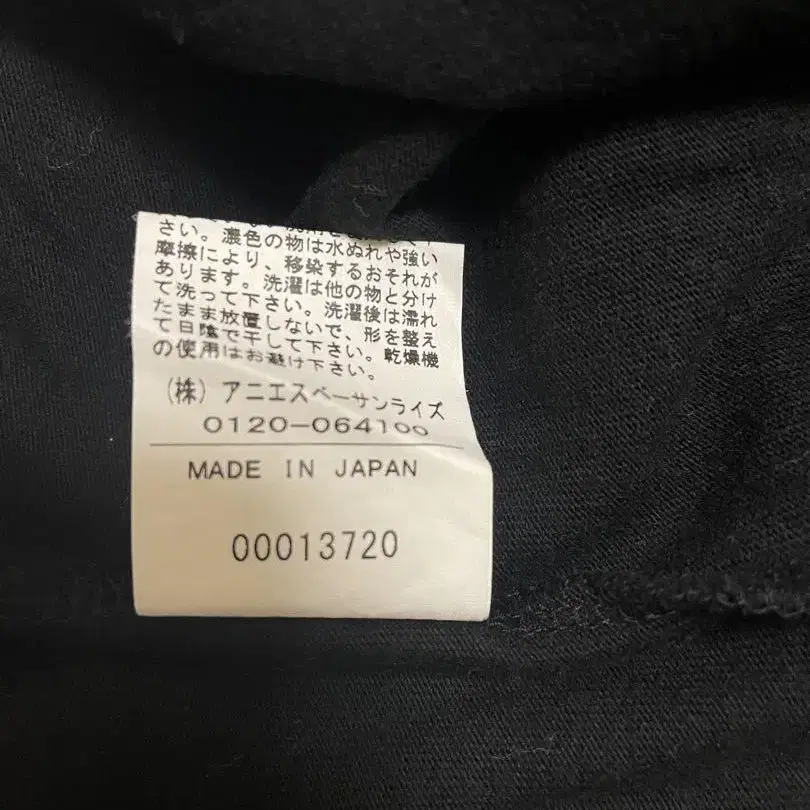 さい。濃色の物は水ぬれや強い
摩擦により、移染するおそれが
あります。洗濯は他の物と分け
て洗って下さい。洗濯後は濡れ
たまま放置しないで、形を整え
て日陰で干して下さい。乾燥機
の使用はお避け下さい。
(株) アニエスベーサンライズ
0120-064100
MADE IN JAPAN
00013720